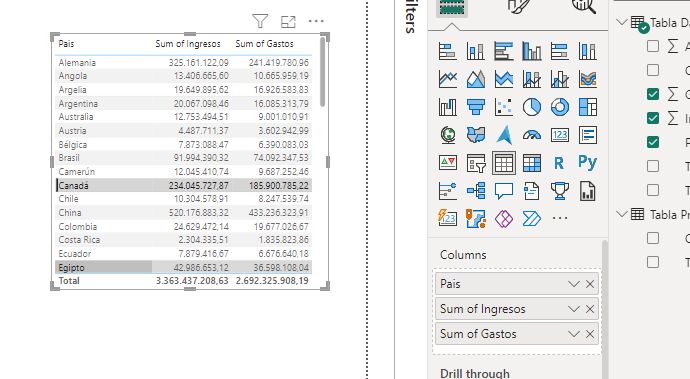 Filters
País Sum of Ingresos Sum of Gastos
Alemania 325.161.122,09 241.419.780,96
Angola 13.406.665,60 10.665.959,19
Argelia 19.649.895,62 16.926.583,83
Argentina 20.067.098,46 16.085.313,79
Australia 12.753.494,51 9.001.010,91
Austria 4.487.711,37 3.602.942,99
Bélgica 7.873.088,47 6.390.083,03
Brasil 91.994.390,32 74.092.347,53
Camerún 12.045.410,74 9.687.252,46
Canadá 234.045.727,87 185.900.785,22
Chile 10.304.578,91 8.247.539,74
China 520.176.883,32 433.236.323,91
Colombia 24.629.472,14 19.677.026,67
Costa Rica 2.304.335,51 1.835.823,86
Ecuador 7.879.416,67 6.676.640,18
Egipto 42.986.653,12 36.598.108,04
Total 3.363.437.208,63 2.692.325.908,19
123
R
Py
123
Columns
País
Sum of Ingresos
Sum of Gastos
Drill through
Tabla Da
A
C
G
In
P
T
T
Tabla Pr
C
T